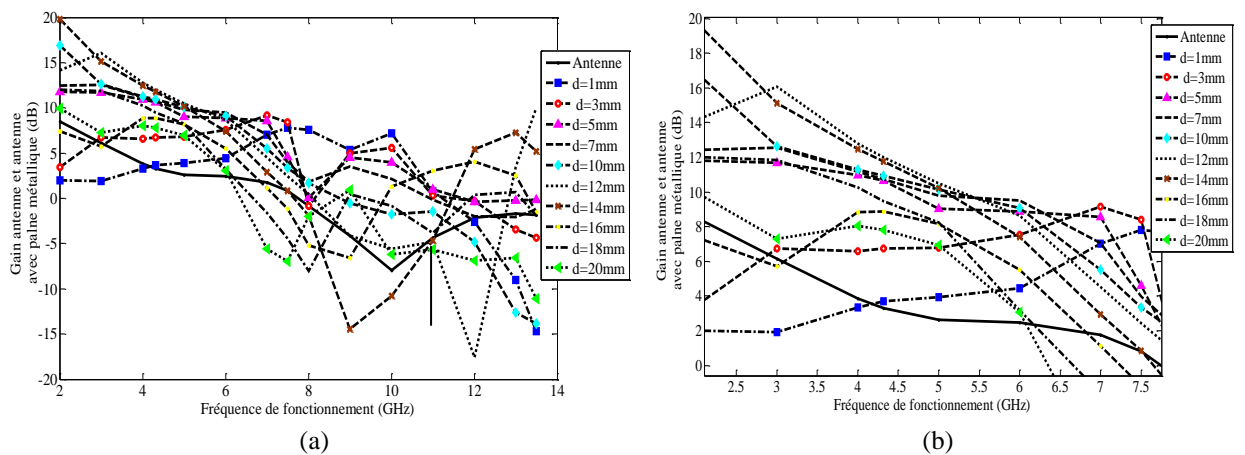 20
15
10
5
0
-5
-10
-15
-20
2
4
6
8
10
12
14
Gain antenne et antenne
avec palne métallique (dB)
Fréquence de fonctionnement (GHz)
Antenne
d=1mm
d=3mm
d=5mm
d=7mm
d=10mm
d=12mm
d=14mm
d=16mm
d=18mm
d=20mm
(a)
20
18
16
14
12
10
8
6
4
2
0
2.5
3
3.5
4
4.5
5
5.5
6
6.5
7
7.5
Gain antenne et antenne
avec palne métallique (dB)
Fréquence de fonctionnement (GHz)
Antenne
d=1mm
d=3mm
d=5mm
d=7mm
d=10mm
d=12mm
d=14mm
d=16mm
d=18mm
d=20mm
(b)